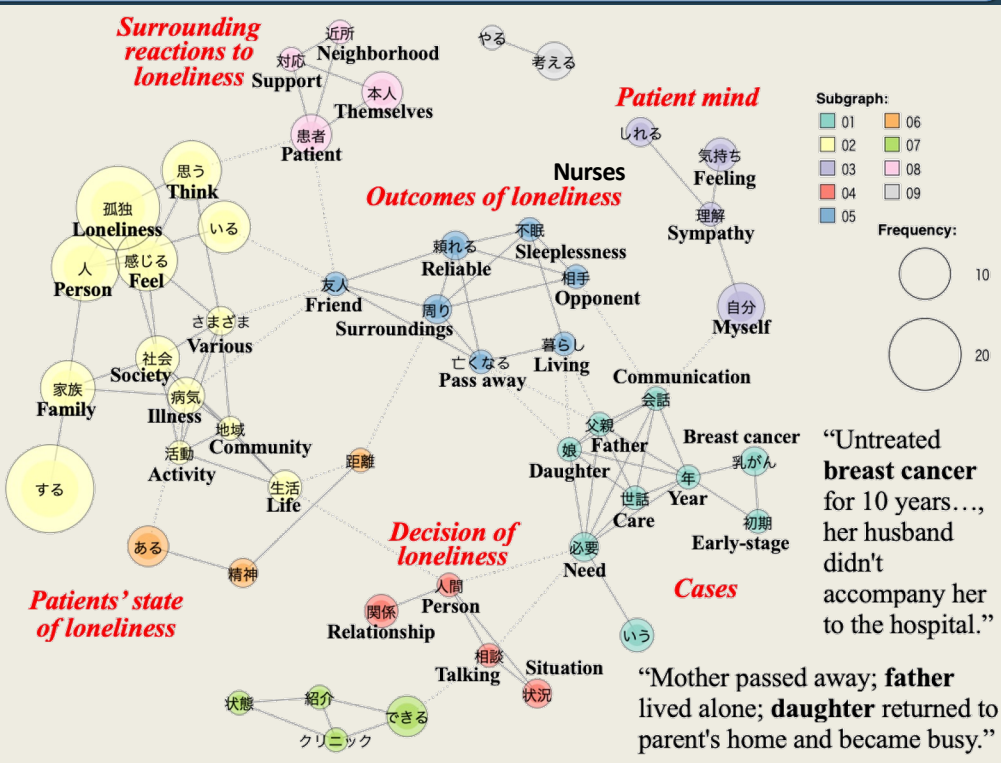 Surrounding
reactions to
loneliness
近所
Neighborhood
対応
Support
本人
Themselves
患者
Patient
やる
考える
Patient mind
しれる
気持ち
Feeling
理解
Sympathy
自分
Myself
Subgraph:
01
02
03
04
05
06
07
08
09
Frequency:
10
20
思う
Think
孤独
Loneliness
いる
人
Person
感じる
Feel
さまざま
Various
社会
Society
家族
Family
病気
Illness
地域
Community
活動
Activity
生活
Life
する
Nurses
Outcomes of loneliness
不眠
Sleeplessness
頼れる
Reliable
相手
Opponent
友人
Friend
周り
Surroundings
暮らし
Living
亡くなる
Pass away
距離
ある
精神
Patients’ state
of loneliness
Communication
会話
父親
Father
娘
Daughter
Breast cancer
乳がん
年
Year
世話
Care
初期
Early-stage
必要
Need
Cases
いう
Decision of
loneliness
人間
Person
関係
Relationship
相談
Talking
Situation
状況
状態
紹介
できる
クリニック
“Untreated
breast cancer
for 10 years…,
her husband
didn't
accompany her
to the hospital.”
“Mother passed away; father
lived alone; daughter returned to
parent's home and became busy.”